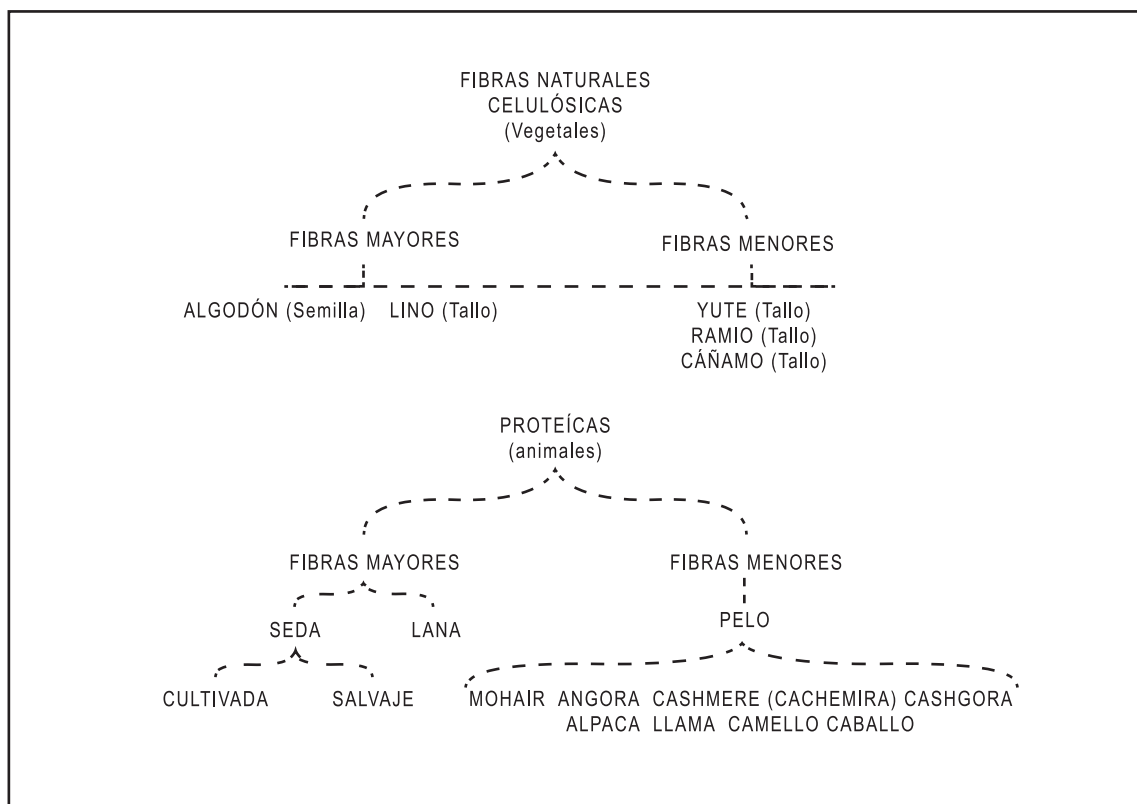 FIBRAS NATURALES
CELULÓSICAS
(Vegetales)
FIBRAS MAYORES
FIBRAS MENORES
ALGODÓN (Semilla) LINO (Tallo)
YUTE (Tallo)
RAMIO (Tallo)
CÁÑAMO (Tallo)
PROTEÍCAS
(animales)
FIBRAS MAYORES
FIBRAS MENORES
SEDA LANA
PELO
CULTIVADA SALVAJE
MOHAIR ANGORA CASHMERE (CACHEMIRA) CASHGORA
ALPACA LLAMA CAMELLO CABALLO